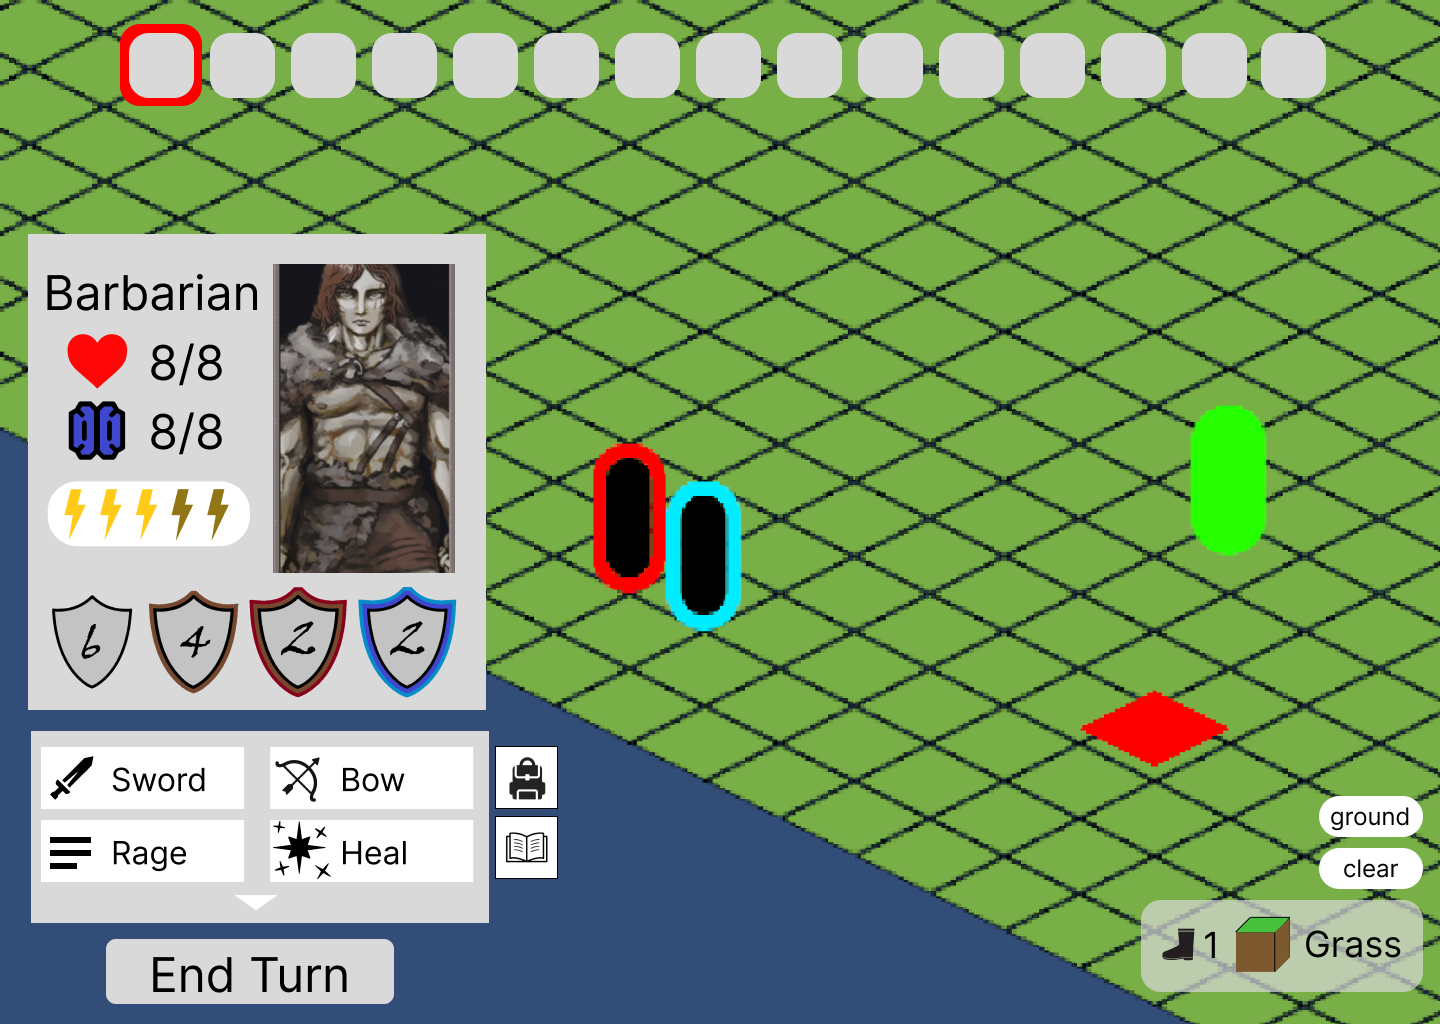 Barbarian
8/8
8/8
6 4 2 2
Sword
Bow
Rage
Heal
End Turn
ground
clear
1 Grass